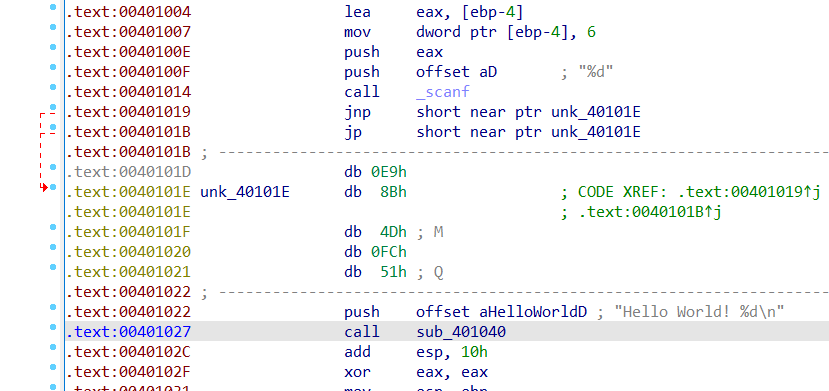 .text:00401004 lea eax, [ebp-4]
.text:00401007 mov dword ptr [ebp-4], 6
.text:0040100E push eax
.text:0040100F push offset aD ; "%d"
.text:00401014 call _scanf
.text:00401019 jnp short near ptr unk_40101E
.text:0040101B jp short near ptr unk_40101E
.text:0040101B ; ---------------------------------------------------------------------------
.text:0040101D db 0E9h
.text:0040101E unk_40101E db 8Bh ; CODE XREF: .text:00401019↑j
.text:0040101E ; .text:0040101B↑j
.text:0040101F db 4Dh ; M
.text:00401020 db 0FCh
.text:00401021 db 51h ; Q
.text:00401022 ; ---------------------------------------------------------------------------
.text:00401022 push offset aHelloWorldD ; "Hello World! %d\n"
.text:00401027 call sub_401040
.text:0040102C add esp, 10h
.text:0040102F xor eax, eax
.text:00401031 mov esp, ebp